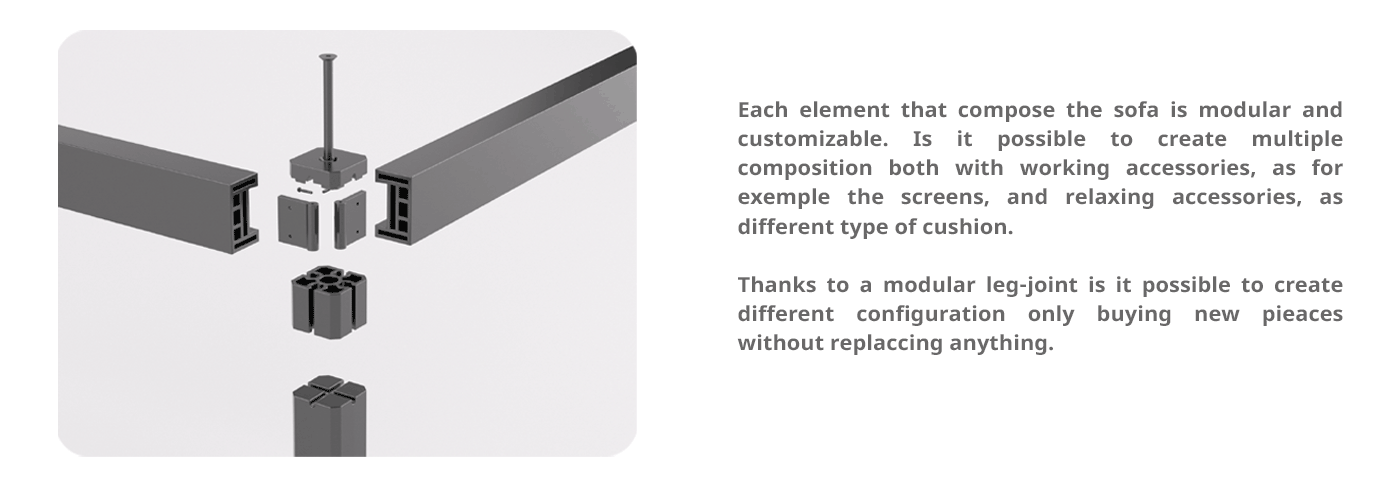 Each element that compose the sofa is modular and
customizable. Is it possible to create multiple
composition both with working accessories, as for
exemple the screens, and relaxing accessories, as
different type of cushion.
Thanks to a modular leg-joint is it possible to create
different configuration only buying new pieaces
without replaccing anything.